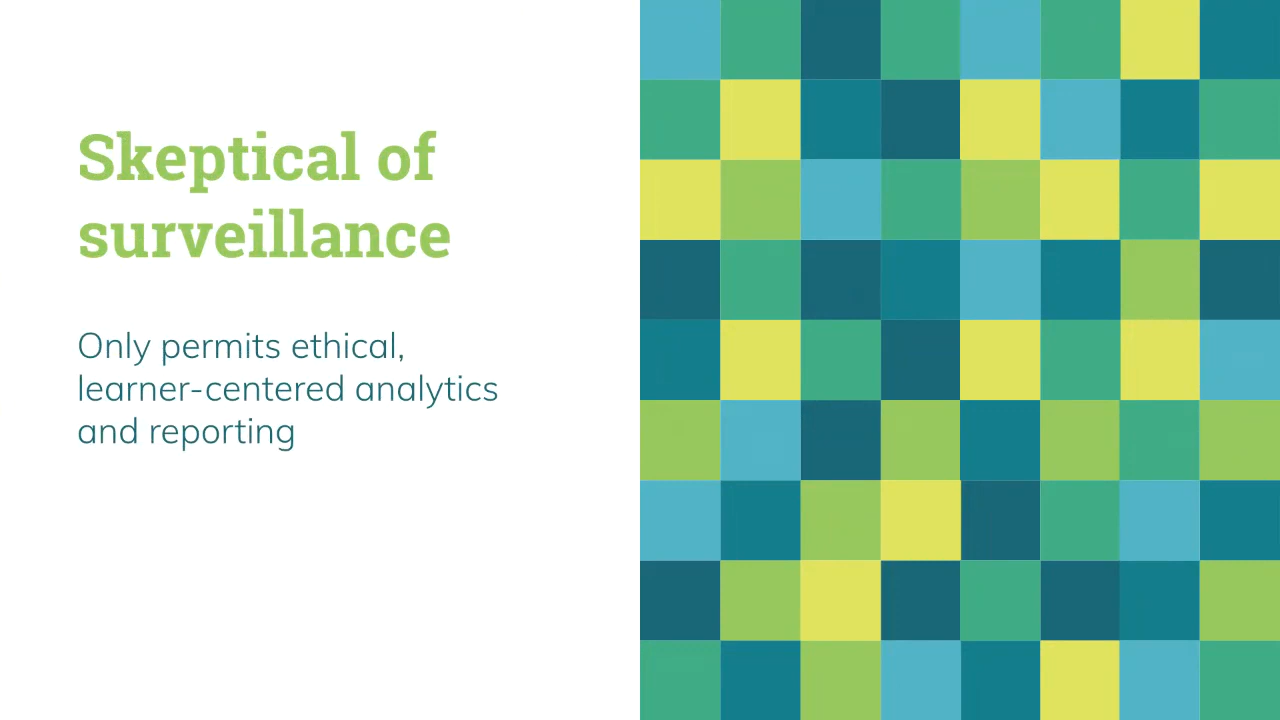 Skeptical of
surveillance
Only permits ethical,
learner-centered analytics
and reporting